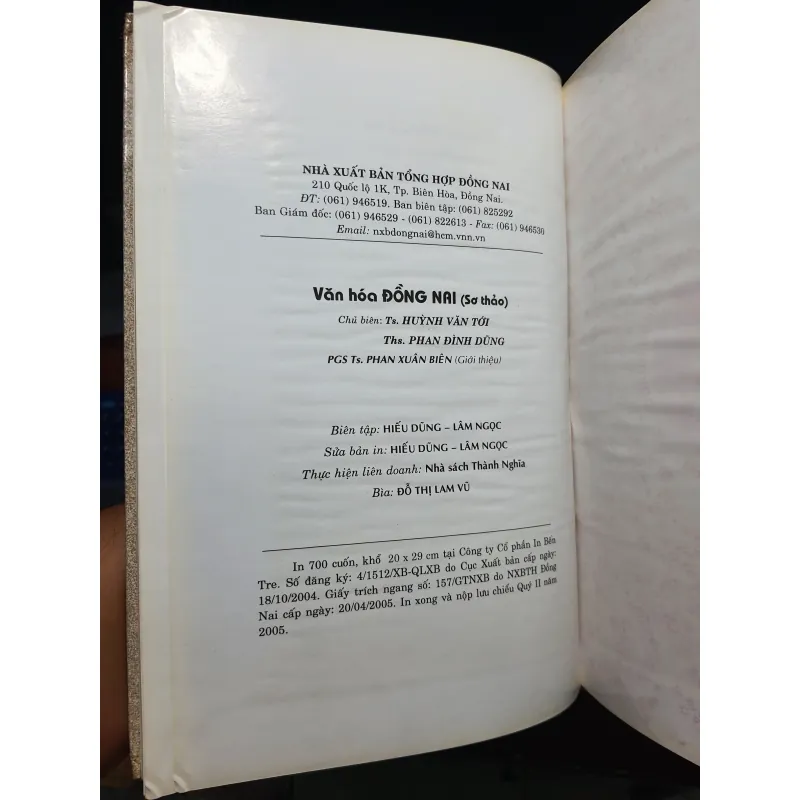 NHÀ XUẤT BẢN TỔNG HỢP ĐỒNG NAI
210 Quốc lộ 1K, Tp. Biên Hòa, Đồng Nai.
ĐT: (061) 946519. Ban biên tập: (061) 825292
Ban Giám đốc: (061) 946529 - (061) 822613 - Fax: (061) 946530
Email: nxbdongnai@hcm.vnn.vn
Văn hóa ĐỒNG NAI (Sơ thảo)
Chủ biên: Ts. HUỲNH VĂN TỚI
Ths. PHAN ĐÌNH DŨNG
PGS Ts. PHAN XUÂN BIÊN (Giới thiệu)
Biên tập: HIẾU DŨNG – LÂM NGỌC
Sửa bản in: HIẾU DŨNG – LÂM NGỌC
Thực hiện liên doanh: Nhà sách Thành Nghĩa
Bìa: ĐỖ THỊ LAM VŨ
In 700 cuốn, khổ 20 x 29 cm tại Công ty Cổ phần In Bến
Tre. Số đăng ký: 4/1512/XB-QLXB do Cục Xuất bản cấp ngày:
18/10/2004. Giấy trích ngang số: 157/GTNXB do NXBTH Đồng
Nai cấp ngày: 20/04/2005. In xong và nộp lưu chiểu Quý II năm
2005.